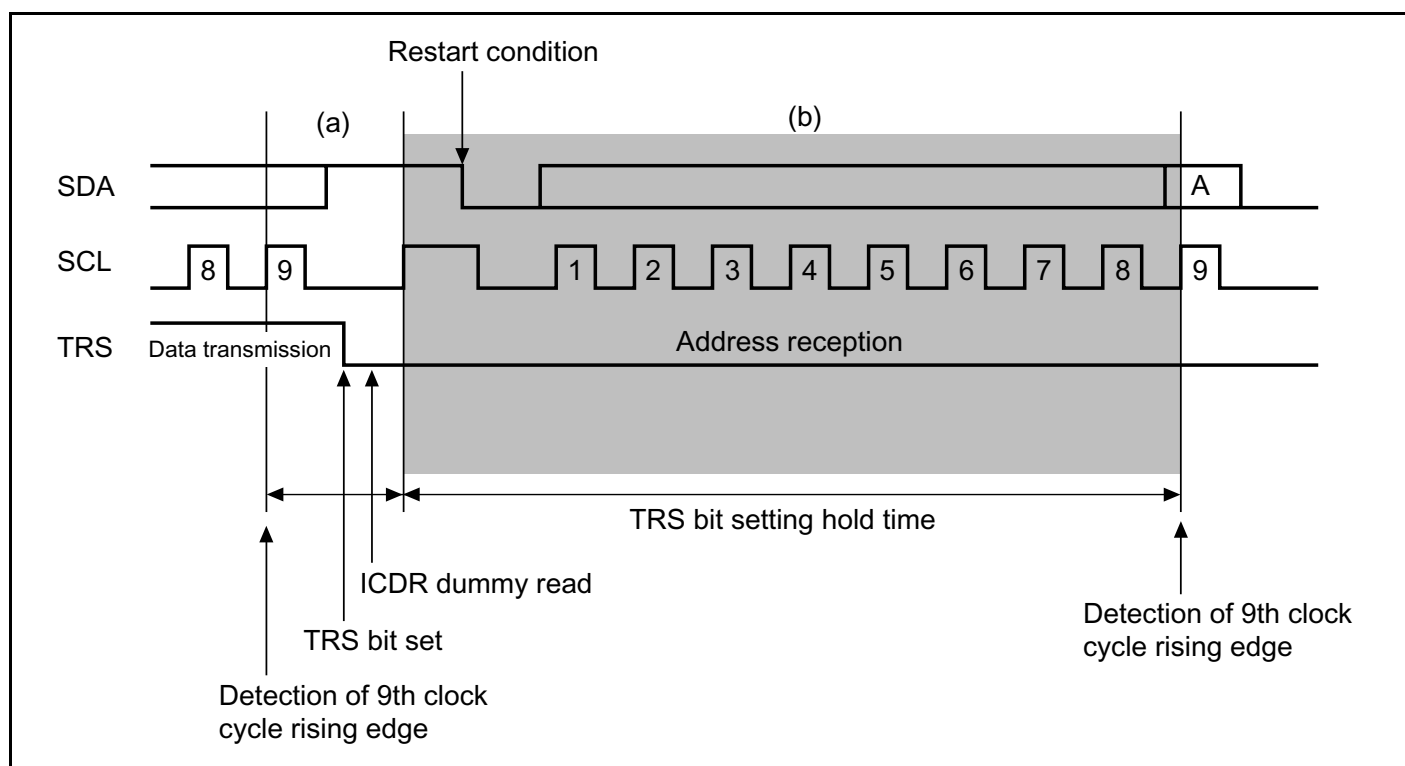 Restart condition
(a)
(b)
SDA
A
SCL
8
9
1
2
3
4
5
6
7
8
9
TRS
Data transmission
Address reception
TRS bit setting hold time
ICDR dummy read
TRS bit set
Detection of 9th clock
cycle rising edge
Detection of 9th clock
cycle rising edge